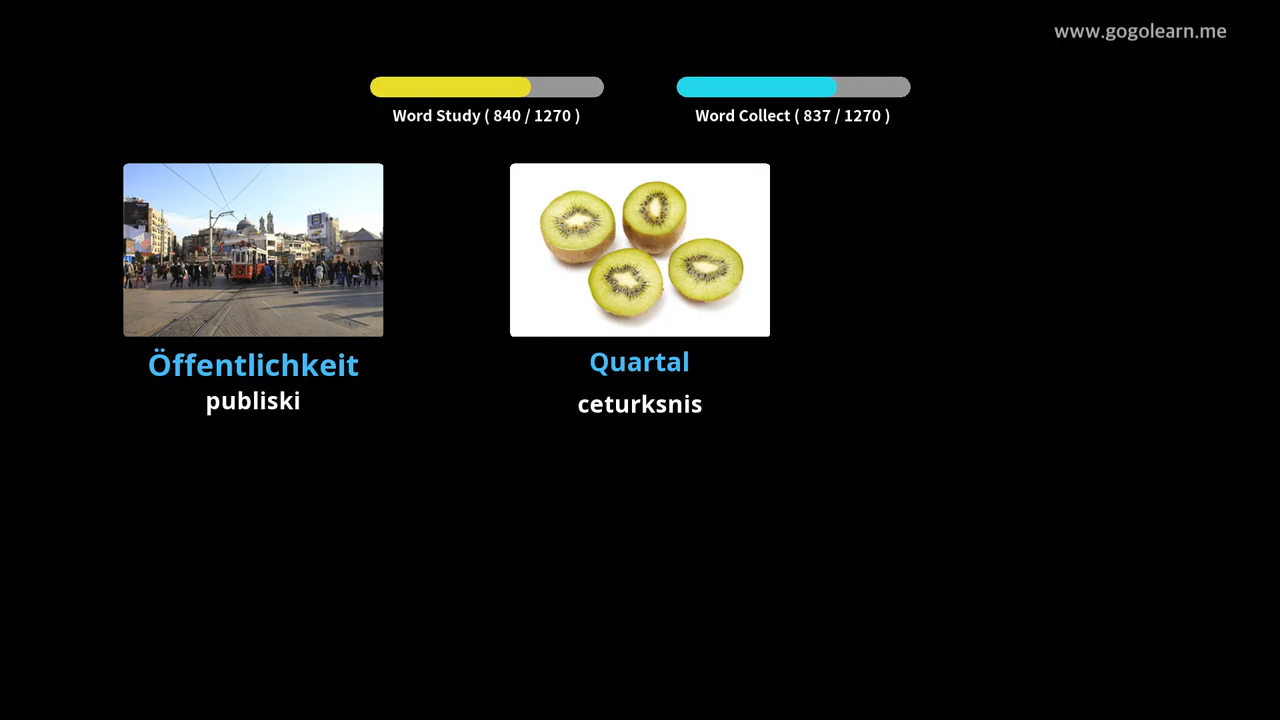 www.gogolearn.me
Word Study ( 840 / 1270 )
Word Collect ( 837 / 1270 )
Öffentlichkeit
publiski
Quartal
ceturksnis